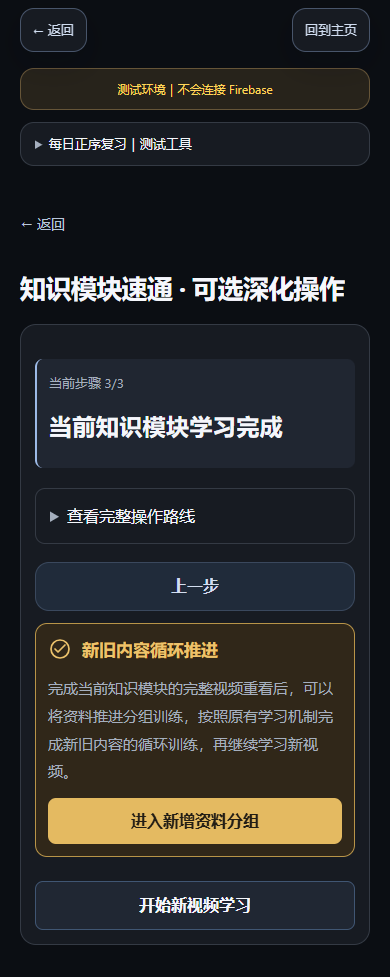 ← 返回
回到主页
测试环境 | 不会连接 Firebase
▶ 每日正序复习 | 测试工具
← 返回
知识模块速通 · 可选深化操作
当前步骤 3/3
当前知识模块学习完成
▶ 查看完整操作路线
上一步
新旧内容循环推进
完成当前知识模块的完整视频重看后，可以
将资料推进分组训练，按照原有学习机制完
成新旧内容的循环训练，再继续学习新视
频。
进入新增资料分组
开始新视频学习